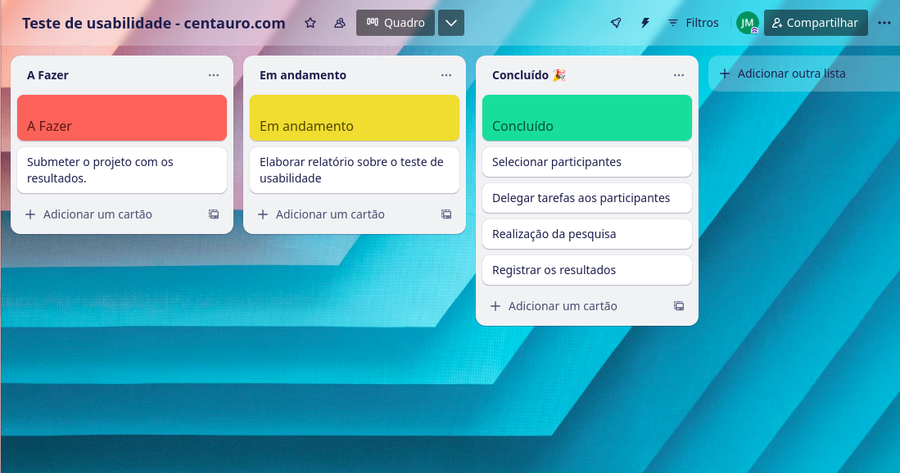 Teste de usabilidade - centauro.com
Quadro
Filtros
JM
Compartilhar
A Fazer
A Fazer
Submeter o projeto com os
resultados.
Adicionar um cartão
Em andamento
Em andamento
Elaborar relatório sobre o teste de
usabilidade
Adicionar um cartão
Concluído 🎉
Concluído
Selecionar participantes
Delegar tarefas aos participantes
Realização da pesquisa
Registrar os resultados
Adicionar um cartão
Adicionar outra lista